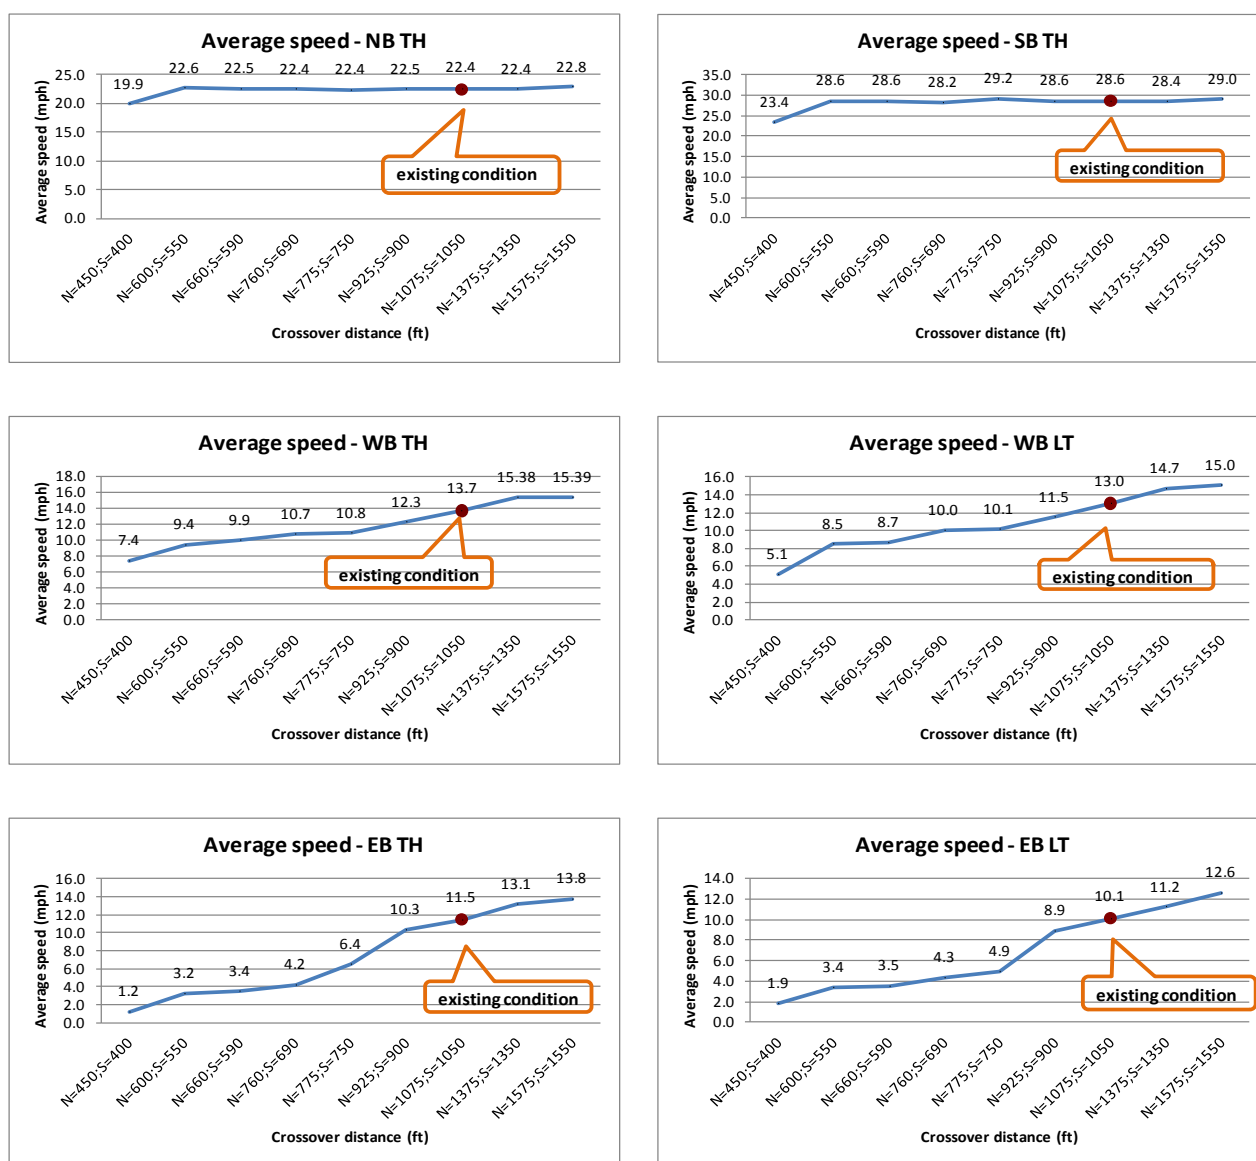 Average speed - NB TH
Average speed (mph)
25.0
20.0
15.0
10.0
5.0
0.0
19.9 22.6 22.5 22.4 22.4 22.5 22.4 22.4 22.8
existing condition
N=450;S=400
N=600;S=550
N=660;S=590
N=760;S=690
N=775;S=750
N=925;S=900
N=1075;S=1050
N=1375;S=1350
N=1575;S=1550
Crossover distance (ft)
Average speed - SB TH
Average speed (mph)
35.0
30.0
25.0
20.0
15.0
10.0
5.0
0.0
23.4 28.6 28.6 28.2 29.2 28.6 28.6 28.4 29.0
existing condition
N=450;S=400
N=600;S=550
N=660;S=590
N=760;S=690
N=775;S=750
N=925;S=900
N=1075;S=1050
N=1375;S=1350
N=1575;S=1550
Crossover distance (ft)
Average speed - WB TH
Average speed (mph)
18.0
16.0
14.0
12.0
10.0
8.0
6.0
4.0
2.0
0.0
7.4 9.4 9.9 10.7 10.8 12.3 13.7 15.38 15.39
existing condition
N=450;S=400
N=600;S=550
N=660;S=590
N=760;S=690
N=775;S=750
N=925;S=900
N=1075;S=1050
N=1375;S=1350
N=1575;S=1550
Crossover distance (ft)
Average speed - WB LT
Average speed (mph)
16.0
14.0
12.0
10.0
8.0
6.0
4.0
2.0
0.0
5.1 8.5 8.7 10.0 10.1 11.5 13.0 14.7 15.0
existing condition
N=450;S=400
N=600;S=550
N=660;S=590
N=760;S=690
N=775;S=750
N=925;S=900
N=1075;S=1050
N=1375;S=1350
N=1575;S=1550
Crossover distance (ft)
Average speed - EB TH
Average speed (mph)
16.0
14.0
12.0
10.0
8.0
6.0
4.0
2.0
0.0
1.2 3.2 3.4 4.2 6.4 10.3 11.5 13.1 13.8
existing condition
N=450;S=400
N=600;S=550
N=660;S=590
N=760;S=690
N=775;S=750
N=925;S=900
N=1075;S=1050
N=1375;S=1350
N=1575;S=1550
Crossover distance (ft)
Average speed - EB LT
Average speed (mph)
14.0
12.0
10.0
8.0
6.0
4.0
2.0
0.0
1.9 3.4 3.5 4.3 4.9 8.9 10.1 11.2 12.6
existing condition
N=450;S=400
N=600;S=550
N=660;S=590
N=760;S=690
N=775;S=750
N=925;S=900
N=1075;S=1050
N=1375;S=1350
N=1575;S=1550
Crossover distance (ft)